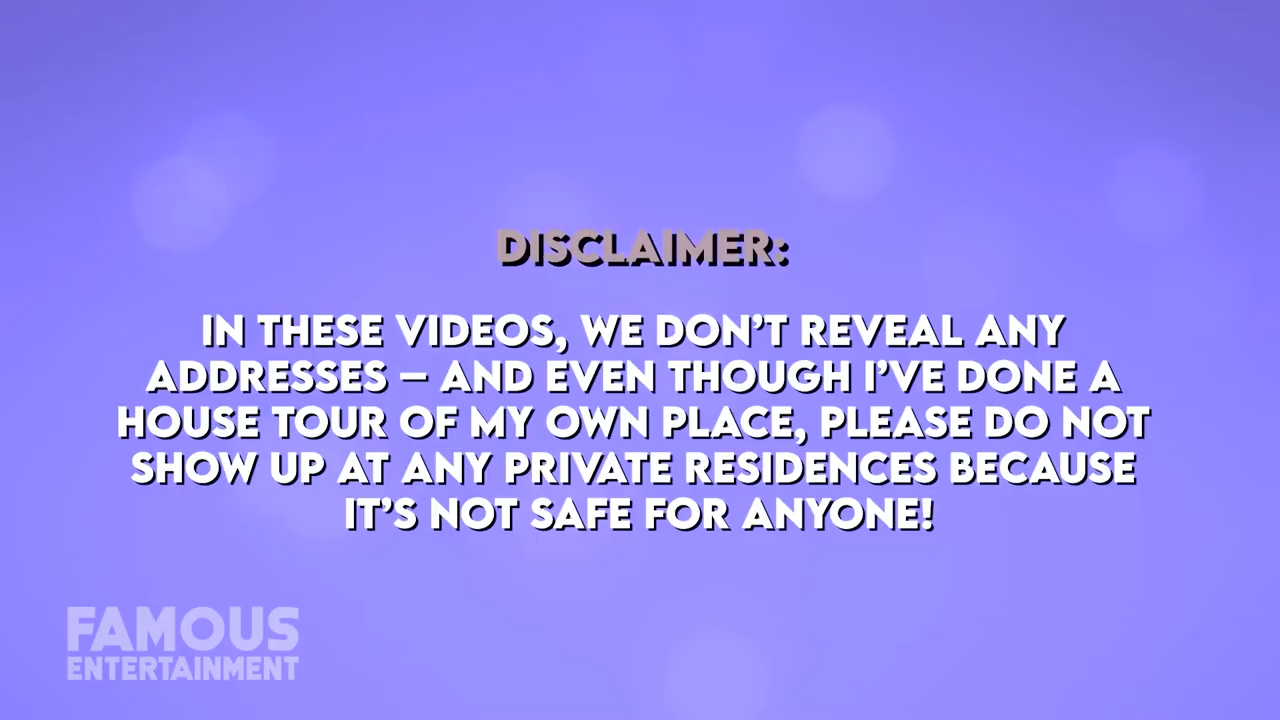 DISCLAIMER:
IN THESE VIDEOS, WE DON'T REVEAL ANY
ADDRESSES – AND EVEN THOUGH I'VE DONE A
HOUSE TOUR OF MY OWN PLACE, PLEASE DO NOT
SHOW UP AT ANY PRIVATE RESIDENCES BECAUSE
IT'S NOT SAFE FOR ANYONE!
FAMOUS
ENTERTAINMENT